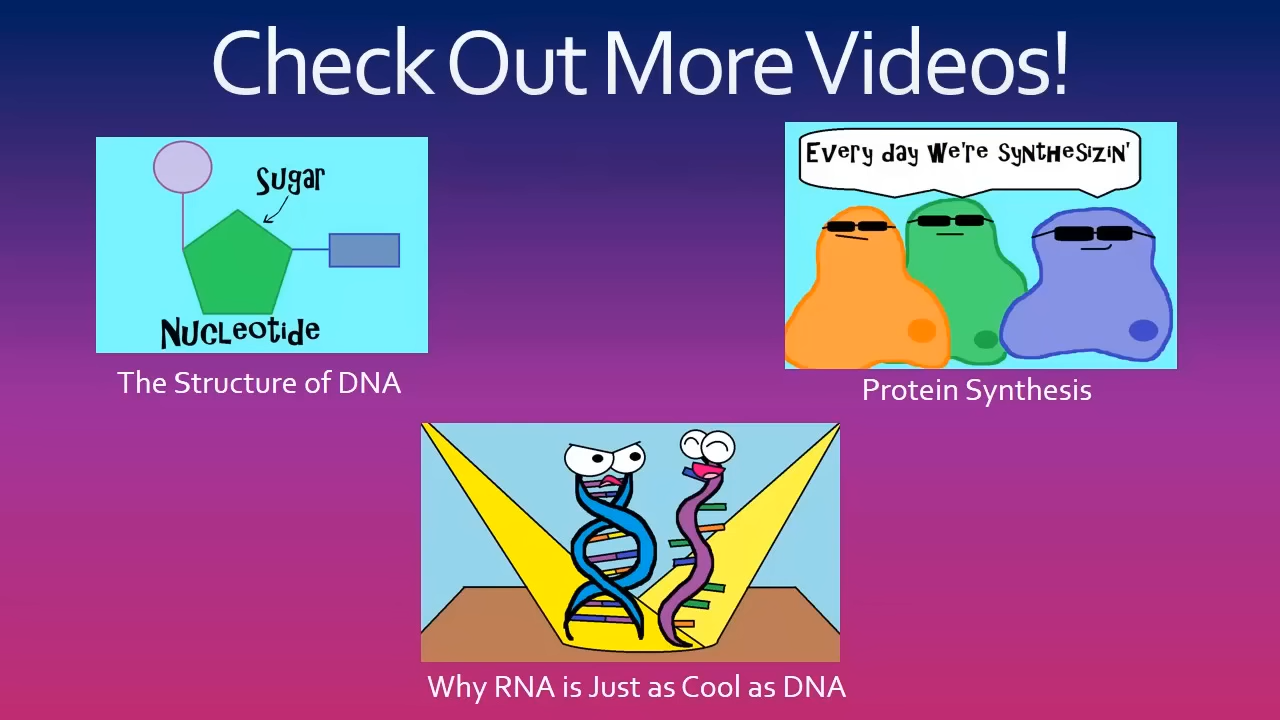 Check Out More Videos!
Sugar
Nucleotide
The Structure of DNA
Every day We're Synthesizin'
Protein Synthesis
Why RNA is Just as Cool as DNA